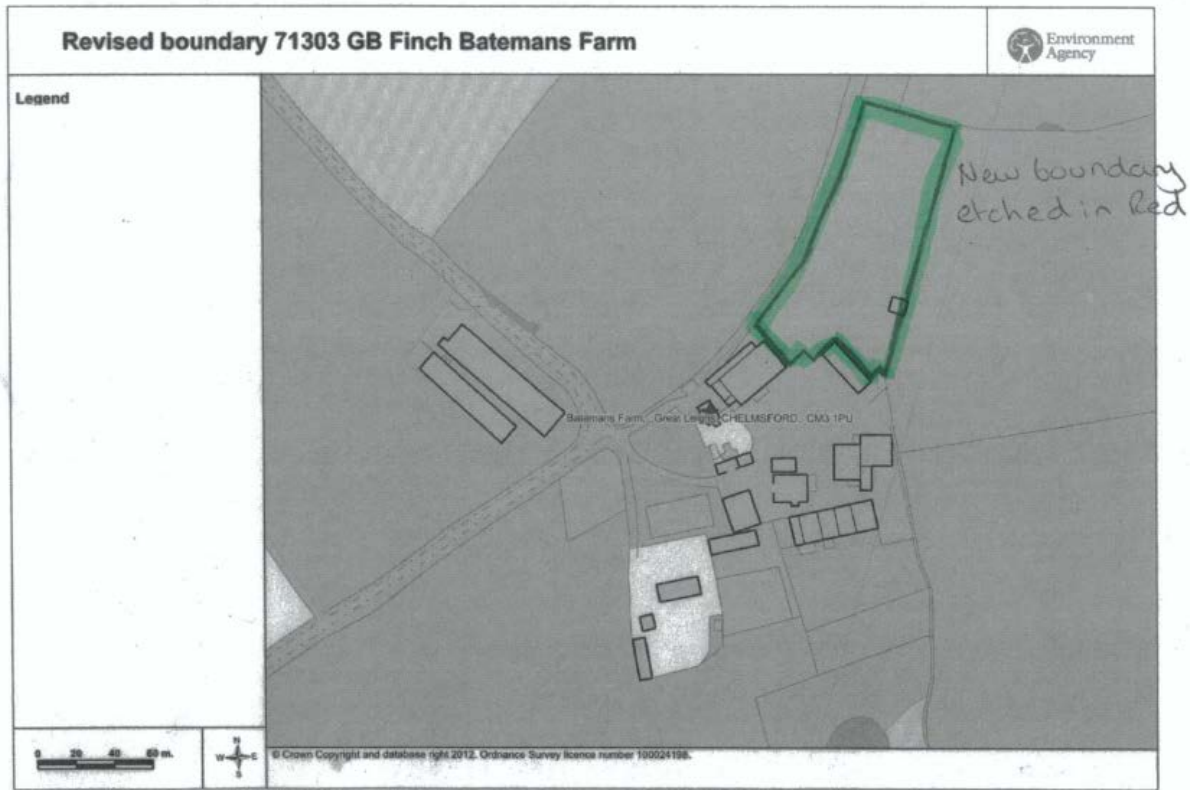 Revised boundary 71303 GB Finch Batemans Farm
Environment
Agency
Legend
New boundary
etched in Red
Batemans Farm, Great Leighs, CHELMSFORD, CM3 1PU
0 20 40 60 m.
N
W E
S
© Crown Copyright and database right 2012. Ordnance Survey licence number 100024198.